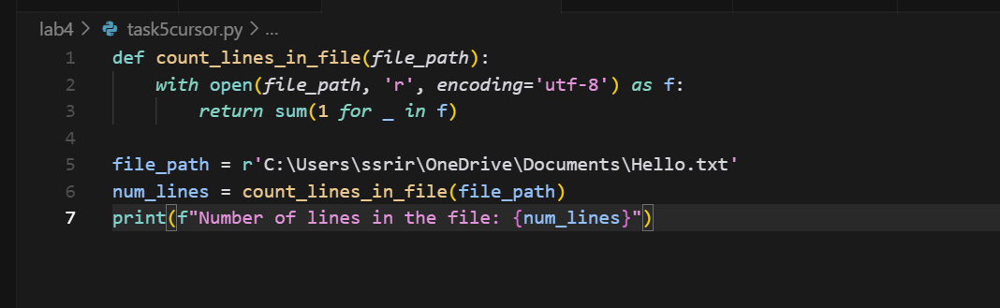 lab4 > task5cursor.py > ...
1 def count_lines_in_file(file_path):
2     with open(file_path, 'r', encoding='utf-8') as f:
3         return sum(1 for _ in f)
4
5 file_path = r'C:\Users\ssrir\OneDrive\Documents\Hello.txt'
6 num_lines = count_lines_in_file(file_path)
7 print(f"Number of lines in the file: {num_lines}")